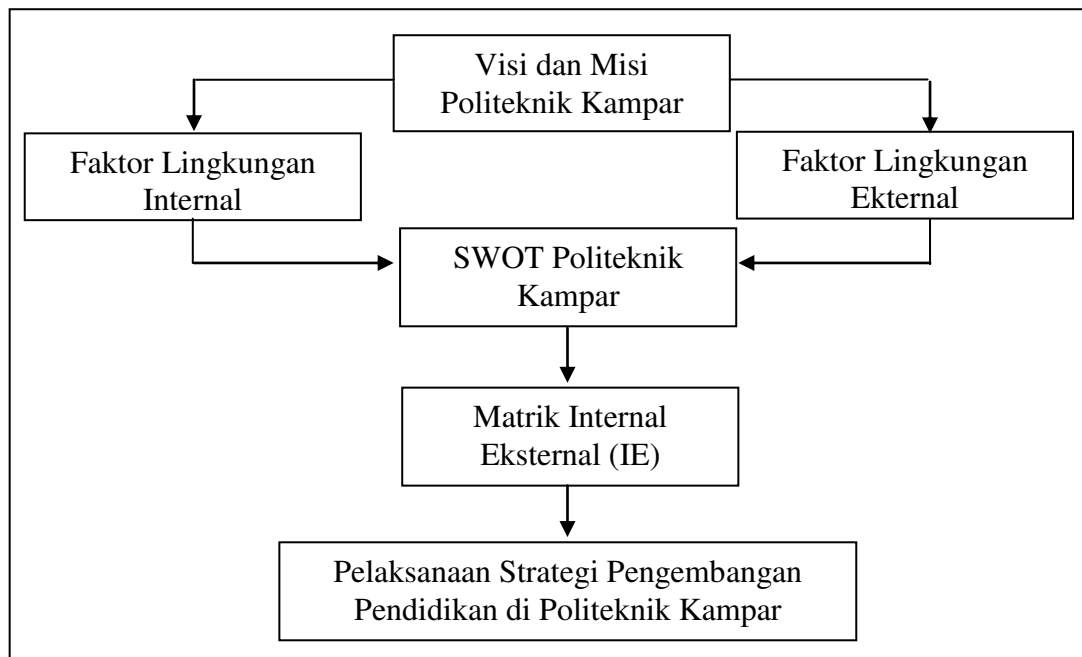 Visi dan Misi
Politeknik Kampar
Faktor Lingkungan
Internal
Faktor Lingkungan
Ekternal
SWOT Politeknik
Kampar
Matrik Internal
Eksternal (IE)
Pelaksanaan Strategi Pengembangan
Pendidikan di Politeknik Kampar